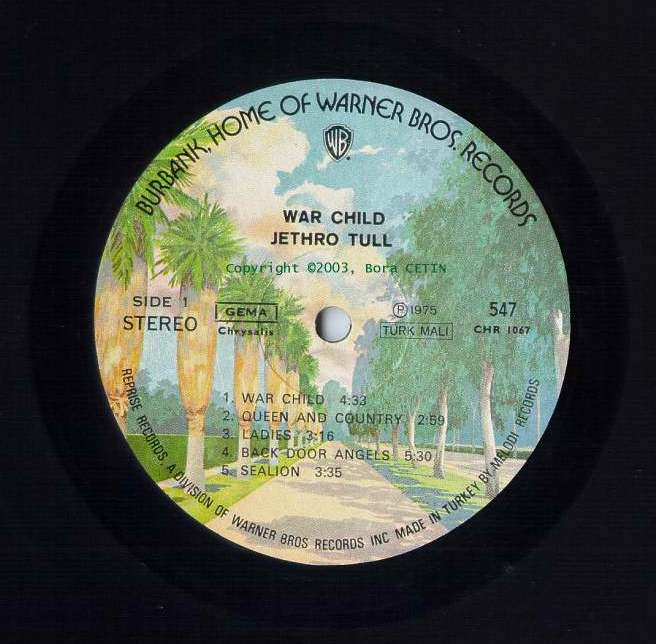 BURBANK, HOME OF WARNER BROS. RECORDS
WB
WAR CHILD
JETHRO TULL
Copyright ©2003, Bora CETIN
SIDE 1
STEREO
GEMA
Chrysalis
Ⓟ 1975
TÜRK MALI
547
CHR 1067
1. WAR CHILD 4:33
2. QUEEN AND COUNTRY 2:59
3. LADIES 3:16
4. BACK DOOR ANGELS 5:30
5. SEALION 3:35
REPRISE RECORDS, A DIVISION OF WARNER BROS RECORDS INC MADE IN TURKEY BY MELODI RECORDS